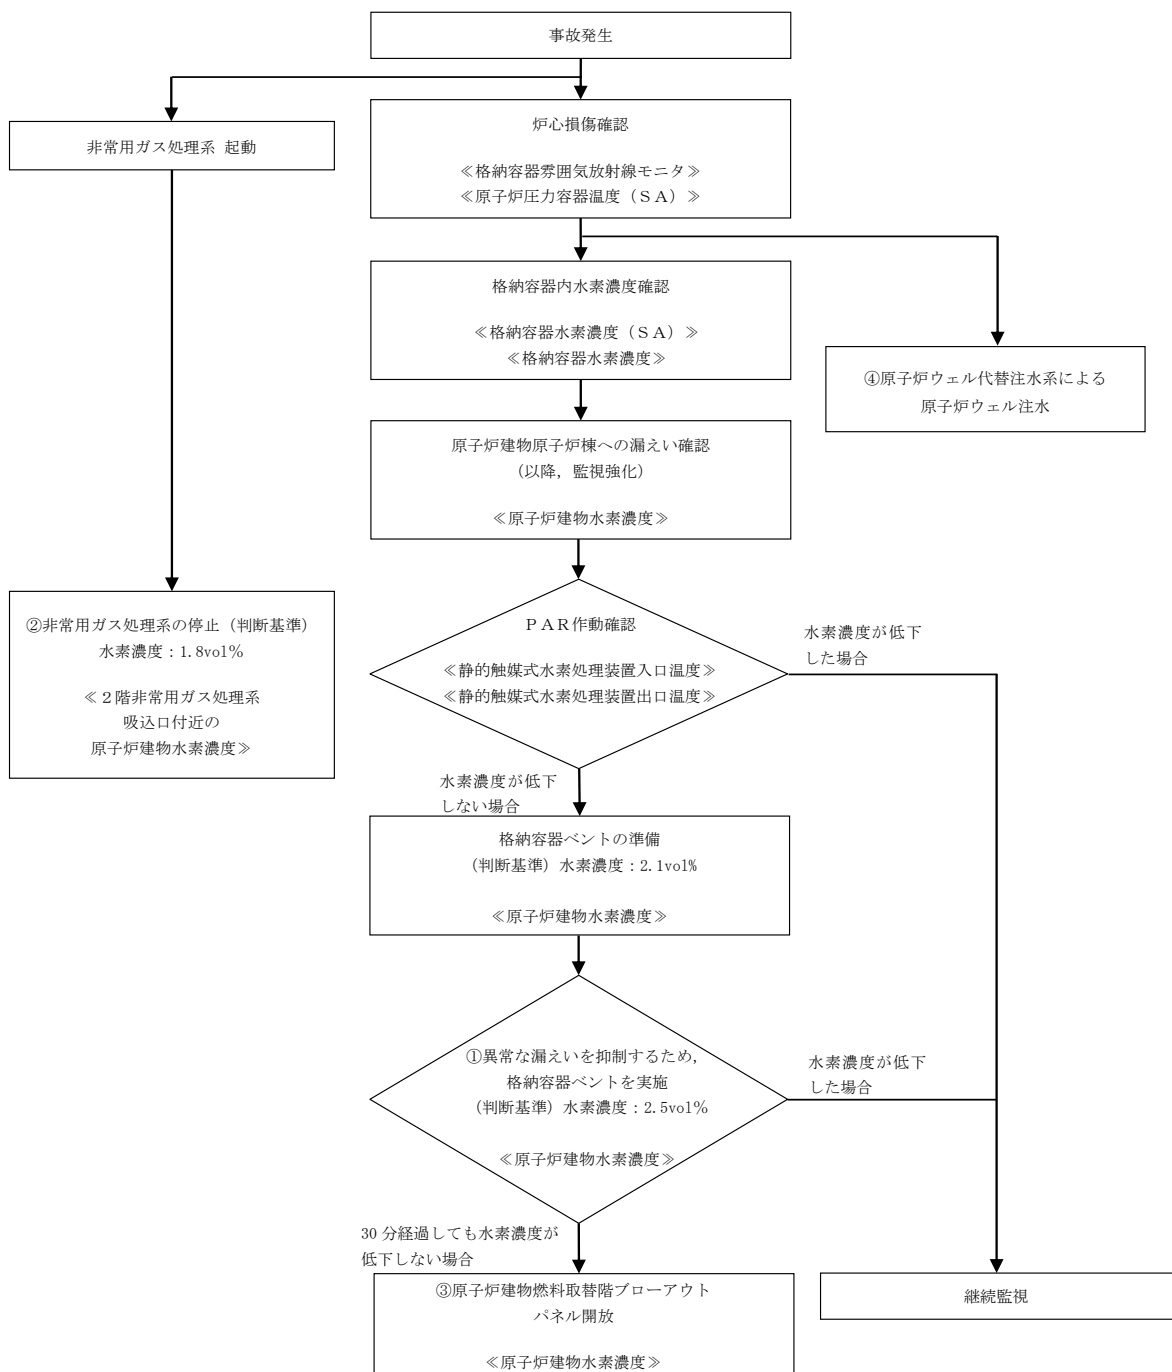 事故発生
非常用ガス処理系 起動
炉心損傷確認
≪格納容器雰囲気放射線モニタ≫
≪原子炉圧力容器温度（ＳＡ）≫
格納容器内水素濃度確認
≪格納容器水素濃度（ＳＡ）≫
≪格納容器水素濃度≫
④原子炉ウェル代替注水系による
原子炉ウェル注水
原子炉建物原子炉棟への漏えい確認
（以降，監視強化）
≪原子炉建物水素濃度≫
②非常用ガス処理系の停止（判断基準）
水素濃度：1.8vol％
≪２階非常用ガス処理系
吸込口付近の
原子炉建物水素濃度≫
ＰＡＲ作動確認
≪静的触媒式水素処理装置入口温度≫
≪静的触媒式水素処理装置出口温度≫
水素濃度が低下
した場合
水素濃度が低下
しない場合
格納容器ベントの準備
（判断基準）水素濃度：2.1vol%
≪原子炉建物水素濃度≫
①異常な漏えいを抑制するため，
格納容器ベントを実施
（判断基準）水素濃度：2.5vol％
≪原子炉建物水素濃度≫
水素濃度が低下
した場合
30 分経過しても水素濃度が
低下しない場合
③原子炉建物燃料取替階ブローアウト
パネル開放
≪原子炉建物水素濃度≫
継続監視